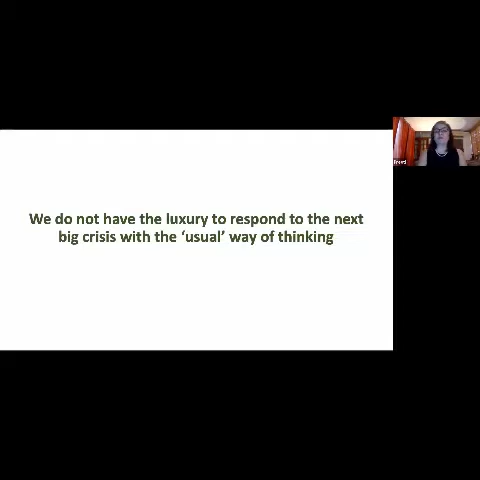 We do not have the luxury to respond to the next
big crisis with the ‘usual’ way of thinking